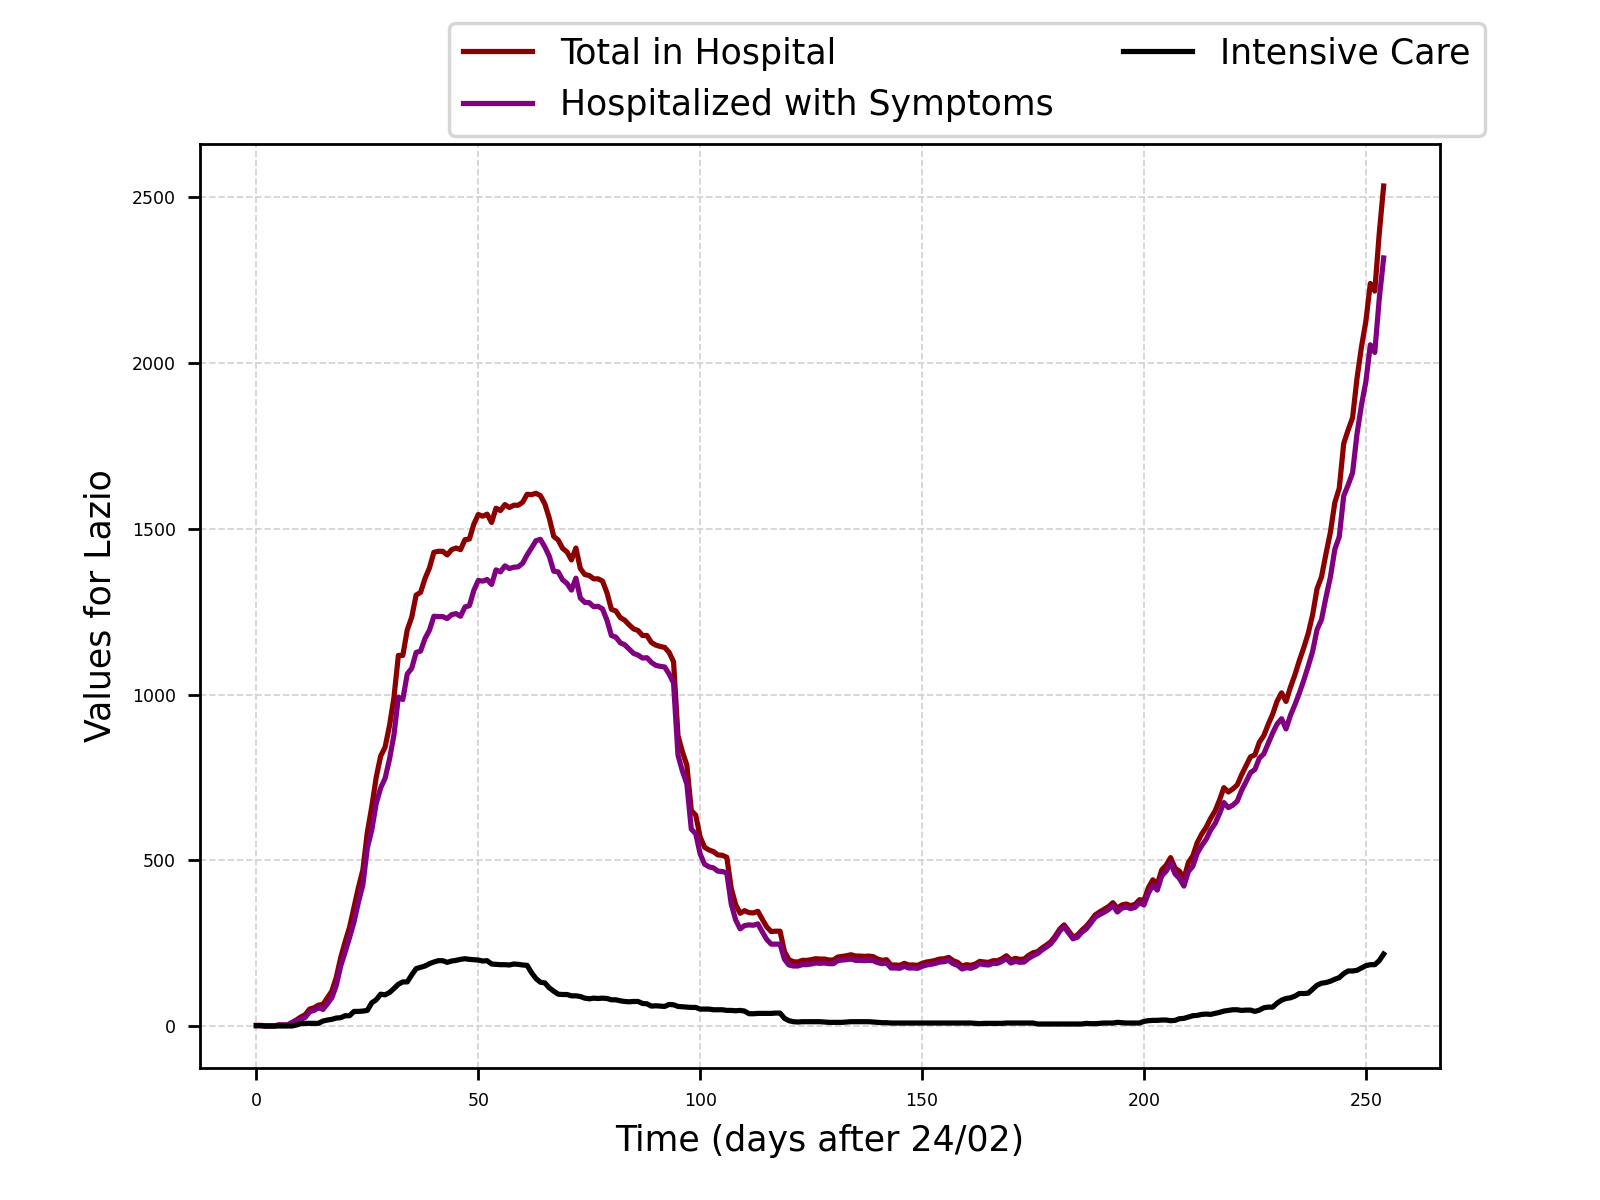 Total in Hospital
Hospitalized with Symptoms
Intensive Care
Values for Lazio
2500
2000
1500
1000
500
0
0 50 100 150 200 250
Time (days after 24/02)